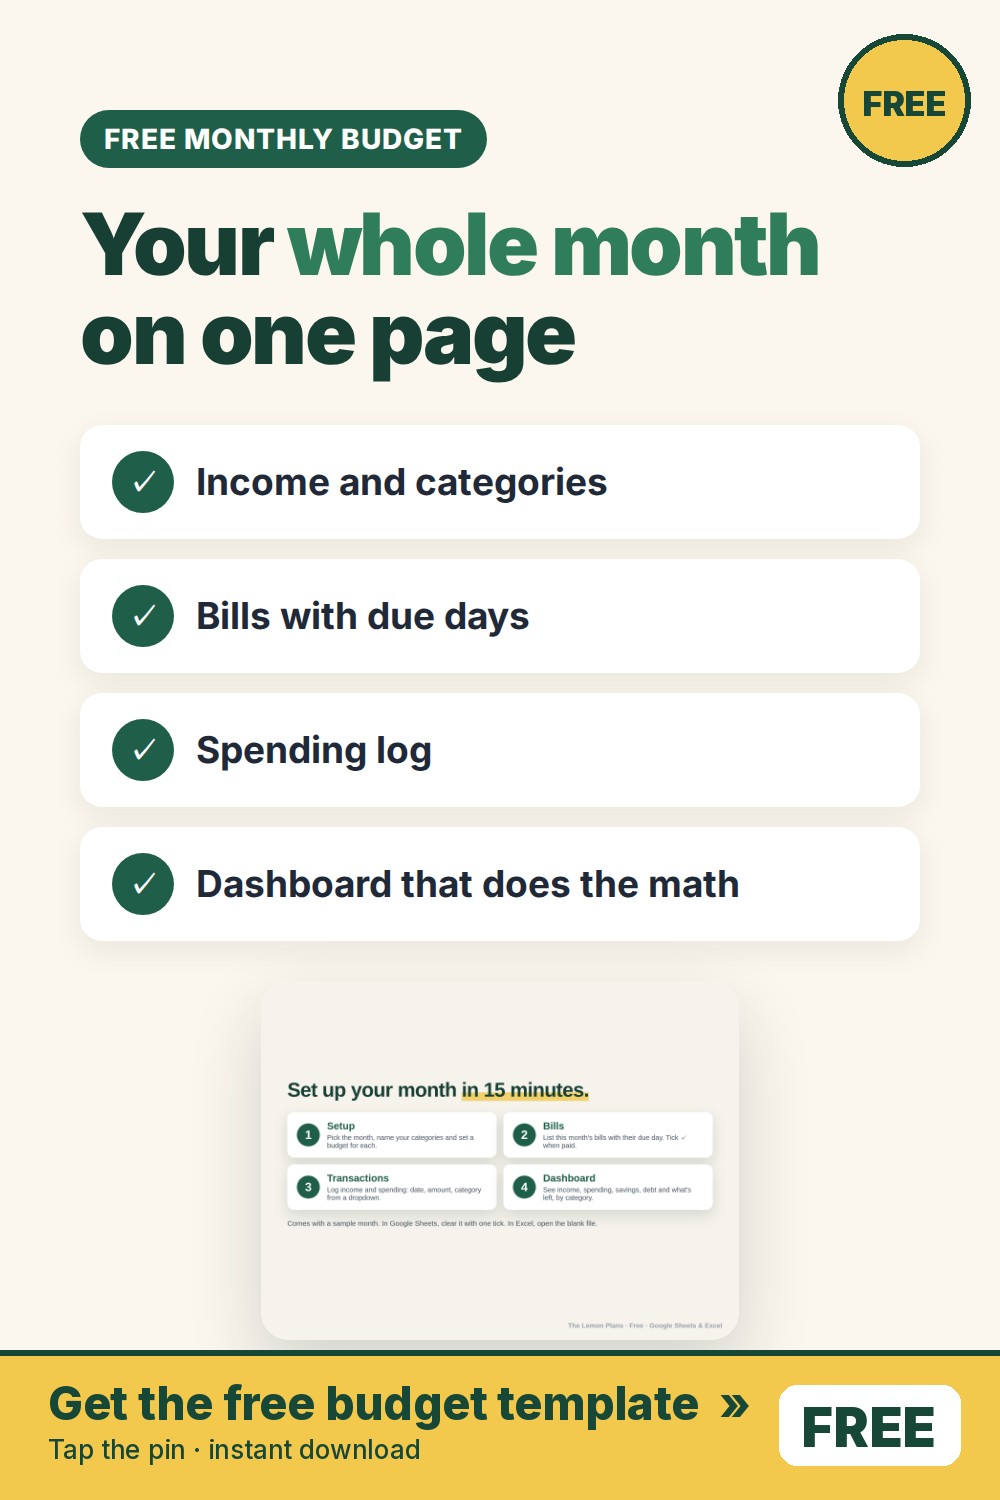 FREE
FREE MONTHLY BUDGET
Your whole month
on one page
✓ Income and categories
✓ Bills with due days
✓ Spending log
✓ Dashboard that does the math
Set up your month in 15 minutes.
1 Setup
Pick the month, name your categories and set a
budget for each.
2 Bills
List this month's bills with their due day. Tick ✓
when paid.
3 Transactions
Log income and spending: date, amount, category
from a dropdown.
4 Dashboard
See income, spending, savings, debt and what's
left, by category.
Comes with a sample month. In Google Sheets, clear it with one tick. In Excel, open the blank file.
The Lemon Plans · Free · Google Sheets & Excel
Get the free budget template »
Tap the pin · instant download
FREE